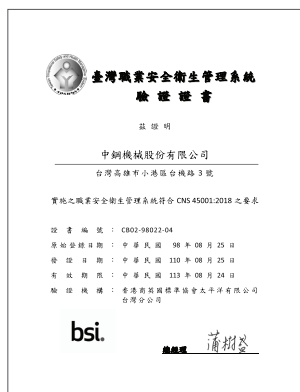 臺灣職業安全衛生管理系統
驗 證 證 書
茲 證 明
中鋼機械股份有限公司
台灣高雄市小港區台機路 3 號
實施之職業安全衛生管理系統符合 CNS 45001:2018 之要求
證 書 編 號 : CB02-98022-04
原始登錄日期 : 中 華 民 國 98 年 08 月 25 日
發 證 日 期 : 中 華 民 國 110 年 08 月 25 日
有 效 期 限 : 中 華 民 國 113 年 08 月 24 日
驗 證 機 構 : 香港商英國標準協會太平洋有限公司
台灣分公司
bsi.
總經理 蒲樹盛